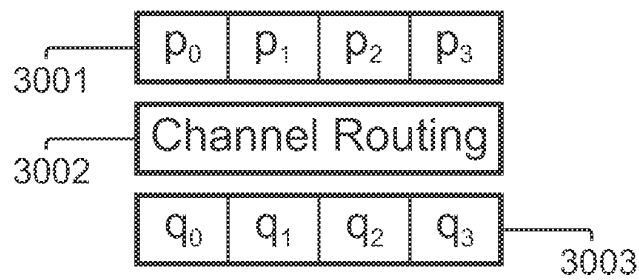 p₀ p₁ p₂ p₃
3001
Channel Routing
3002
q₀ q₁ q₂ q₃
3003